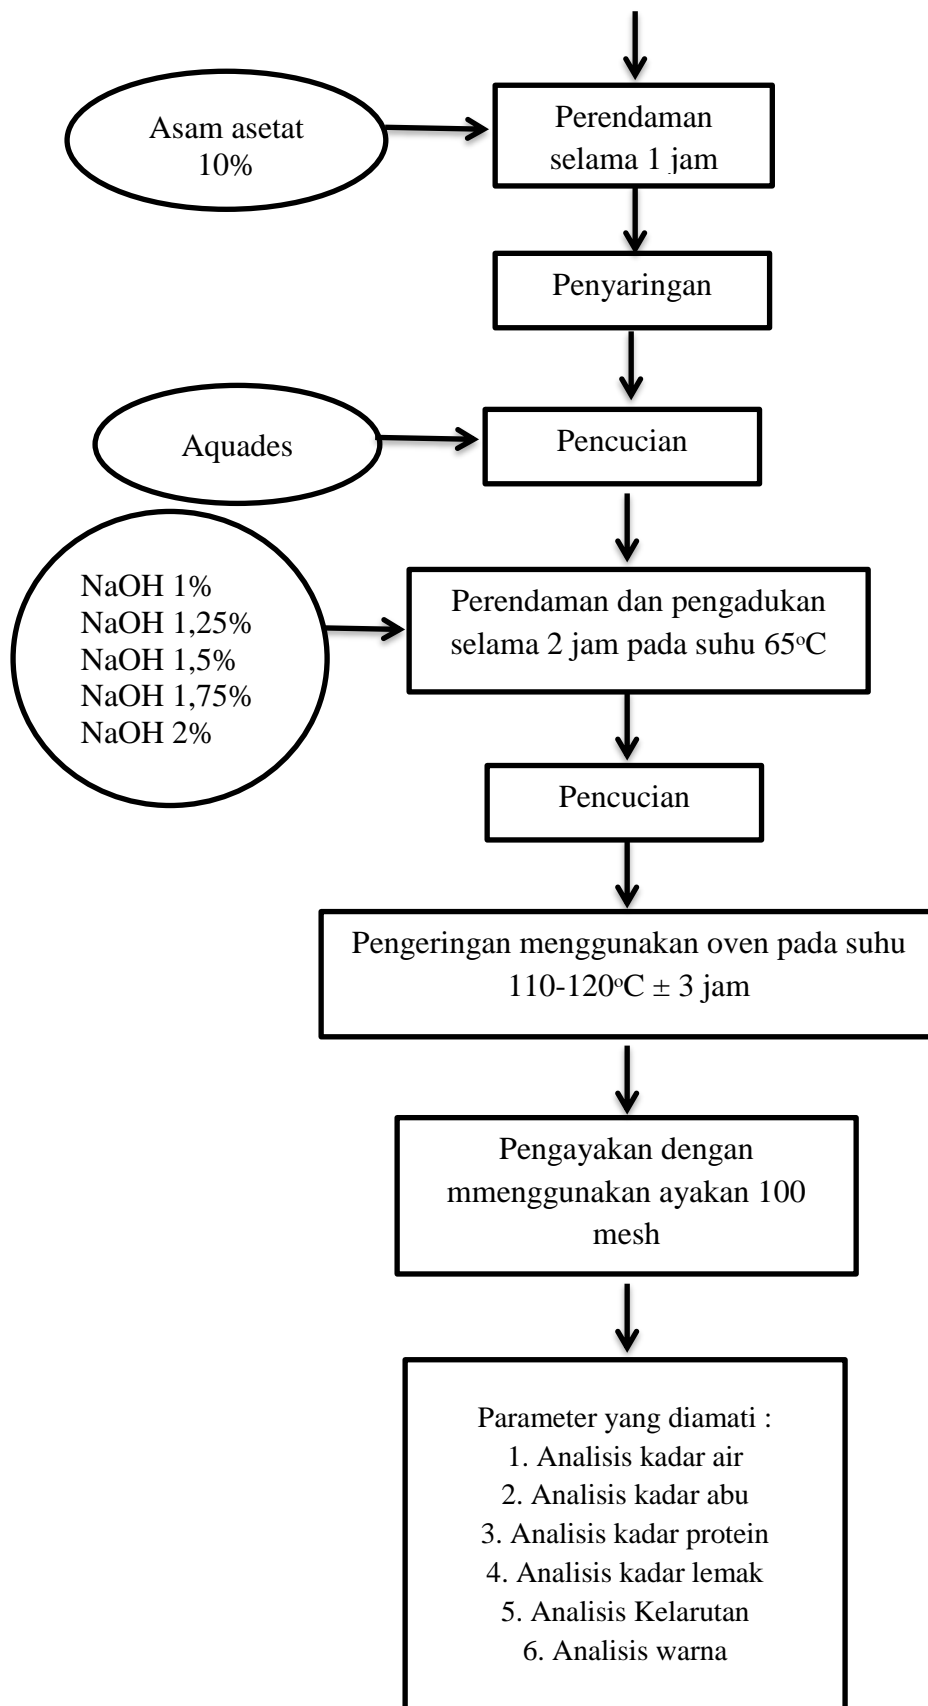 Asam asetat
10%
Perendaman
selama 1 jam
Penyaringan
Aquades
Pencucian
NaOH 1%
NaOH 1,25%
NaOH 1,5%
NaOH 1,75%
NaOH 2%
Perendaman dan pengadukan
selama 2 jam pada suhu 65°C
Pencucian
Pengeringan menggunakan oven pada suhu
110-120°C ± 3 jam
Pengayakan dengan
mmenggunakan ayakan 100
mesh
Parameter yang diamati :
1. Analisis kadar air
2. Analisis kadar abu
3. Analisis kadar protein
4. Analisis kadar lemak
5. Analisis Kelarutan
6. Analisis warna